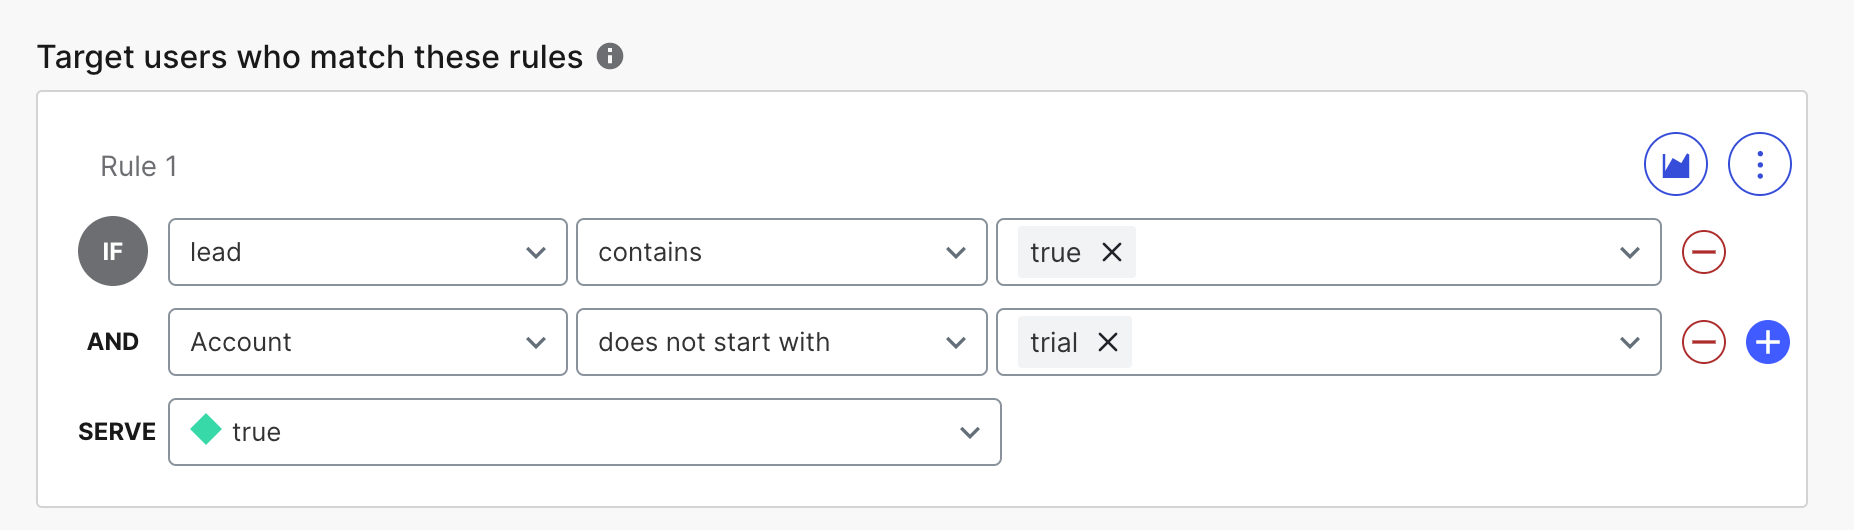 Target users who match these rules
Rule 1
IF lead contains true
AND Account does not start with trial
SERVE true